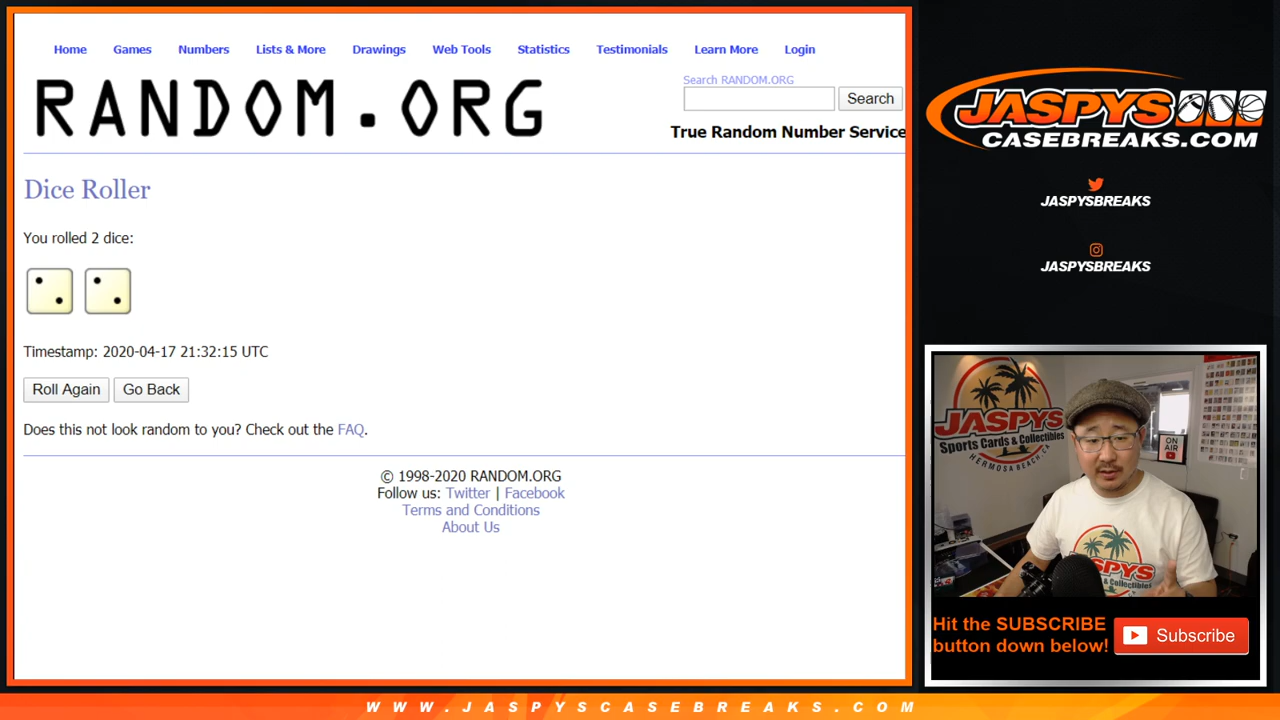 Home Games Numbers Lists & More Drawings Web Tools Statistics Testimonials Learn More Login
RANDOM.ORG
Search RANDOM.ORG
Search
True Random Number Service
Dice Roller
You rolled 2 dice:
Timestamp: 2020-04-17 21:32:15 UTC
Roll Again Go Back
Does this not look random to you? Check out the FAQ.
© 1998-2020 RANDOM.ORG
Follow us: Twitter | Facebook
Terms and Conditions
About Us
JASPYS
CASEBREAKS.COM
JASPYSBREAKS
JASPYSBREAKS
JASPYS
Sports Cards & Collectibles
HERMOSA BEACH, CA
ON
AIR
JASPYS
Hit the SUBSCRIBE
button down below!
Subscribe
WWW.JASPYSCASEBREAKS.COM